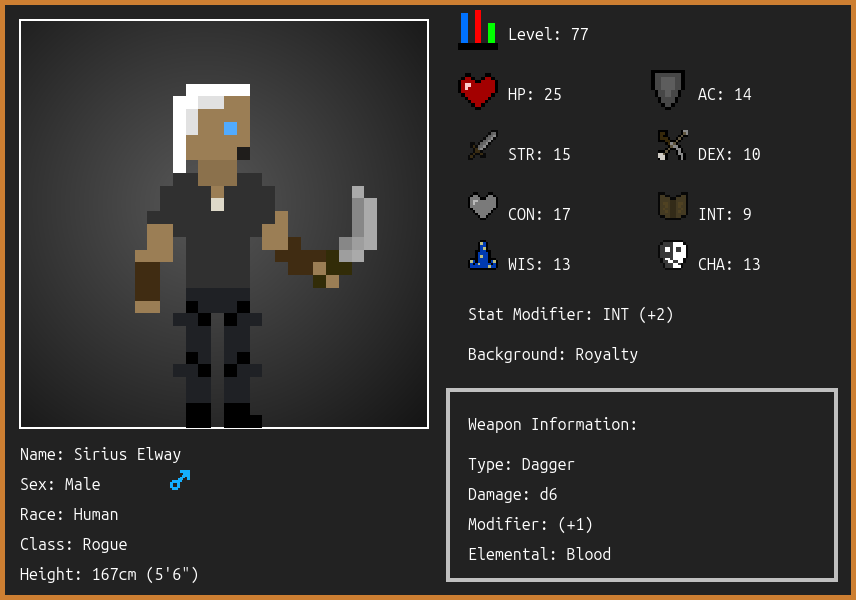 Level: 77
HP: 25
AC: 14
STR: 15
DEX: 10
CON: 17
INT: 9
WIS: 13
CHA: 13
Stat Modifier: INT (+2)
Background: Royalty
Weapon Information:
Type: Dagger
Damage: d6
Modifier: (+1)
Elemental: Blood
Name: Sirius Elway
Sex: Male
Race: Human
Class: Rogue
Height: 167cm (5'6")